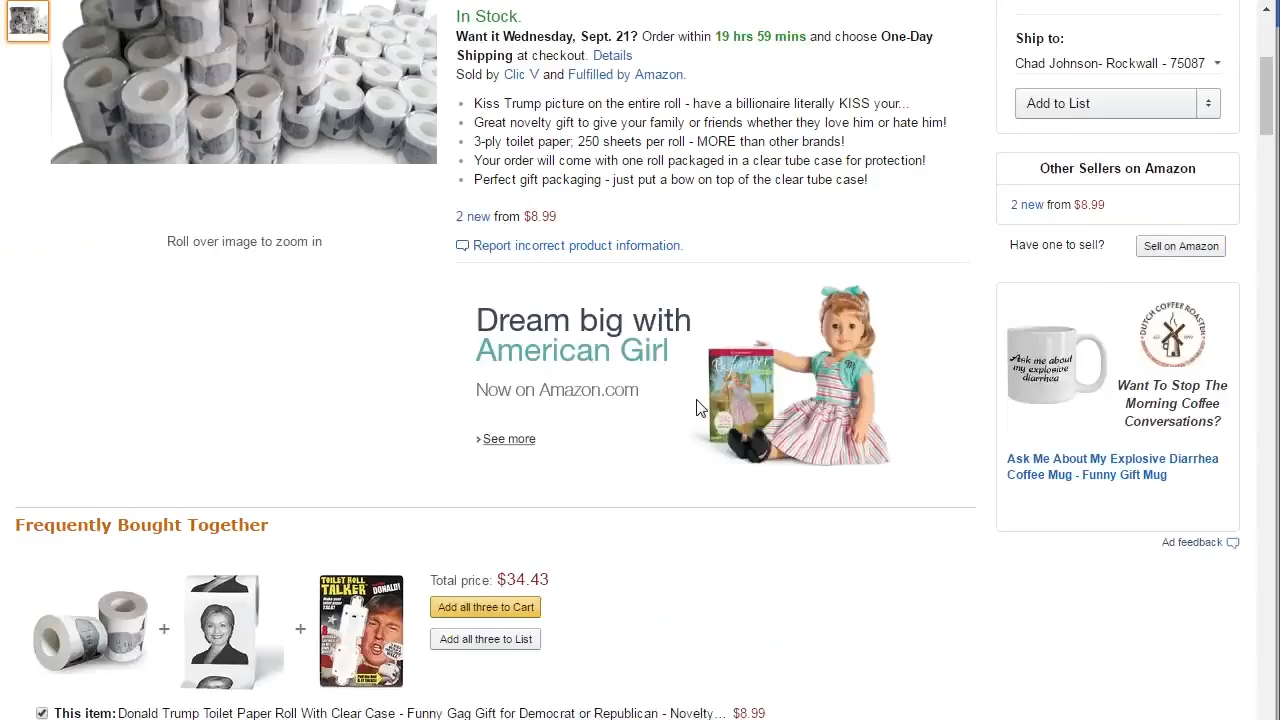 In Stock.
Want it Wednesday, Sept. 21? Order within 19 hrs 59 mins and choose One-Day
Shipping at checkout. Details
Sold by Clic V and Fulfilled by Amazon.
Kiss Trump picture on the entire roll - have a billionaire literally KISS your...
Great novelty gift to give your family or friends whether they love him or hate him!
3-ply toilet paper; 250 sheets per roll - MORE than other brands!
Your order will come with one roll packaged in a clear tube case for protection!
Perfect gift packaging - just put a bow on top of the clear tube case!
2 new from $8.99
Report incorrect product information.
Roll over image to zoom in
Dream big with
American Girl
Now on Amazon.com
See more
Ship to:
Chad Johnson- Rockwall - 75087
Add to List
Other Sellers on Amazon
2 new from $8.99
Have one to sell?
Sell on Amazon
Ask me about
my explosive
diarrhea
DUTCH COFFEE ROASTER
Want To Stop The
Morning Coffee
Conversations?
Ask Me About My Explosive Diarrhea
Coffee Mug - Funny Gift Mug
Ad feedback
Frequently Bought Together
TOILET ROLL
TALKER
DONALD!
+
+
Total price: $34.43
Add all three to Cart
Add all three to List
This item: Donald Trump Toilet Paper Roll With Clear Case - Funny Gag Gift for Democrat or Republican - Novelty... $8.99